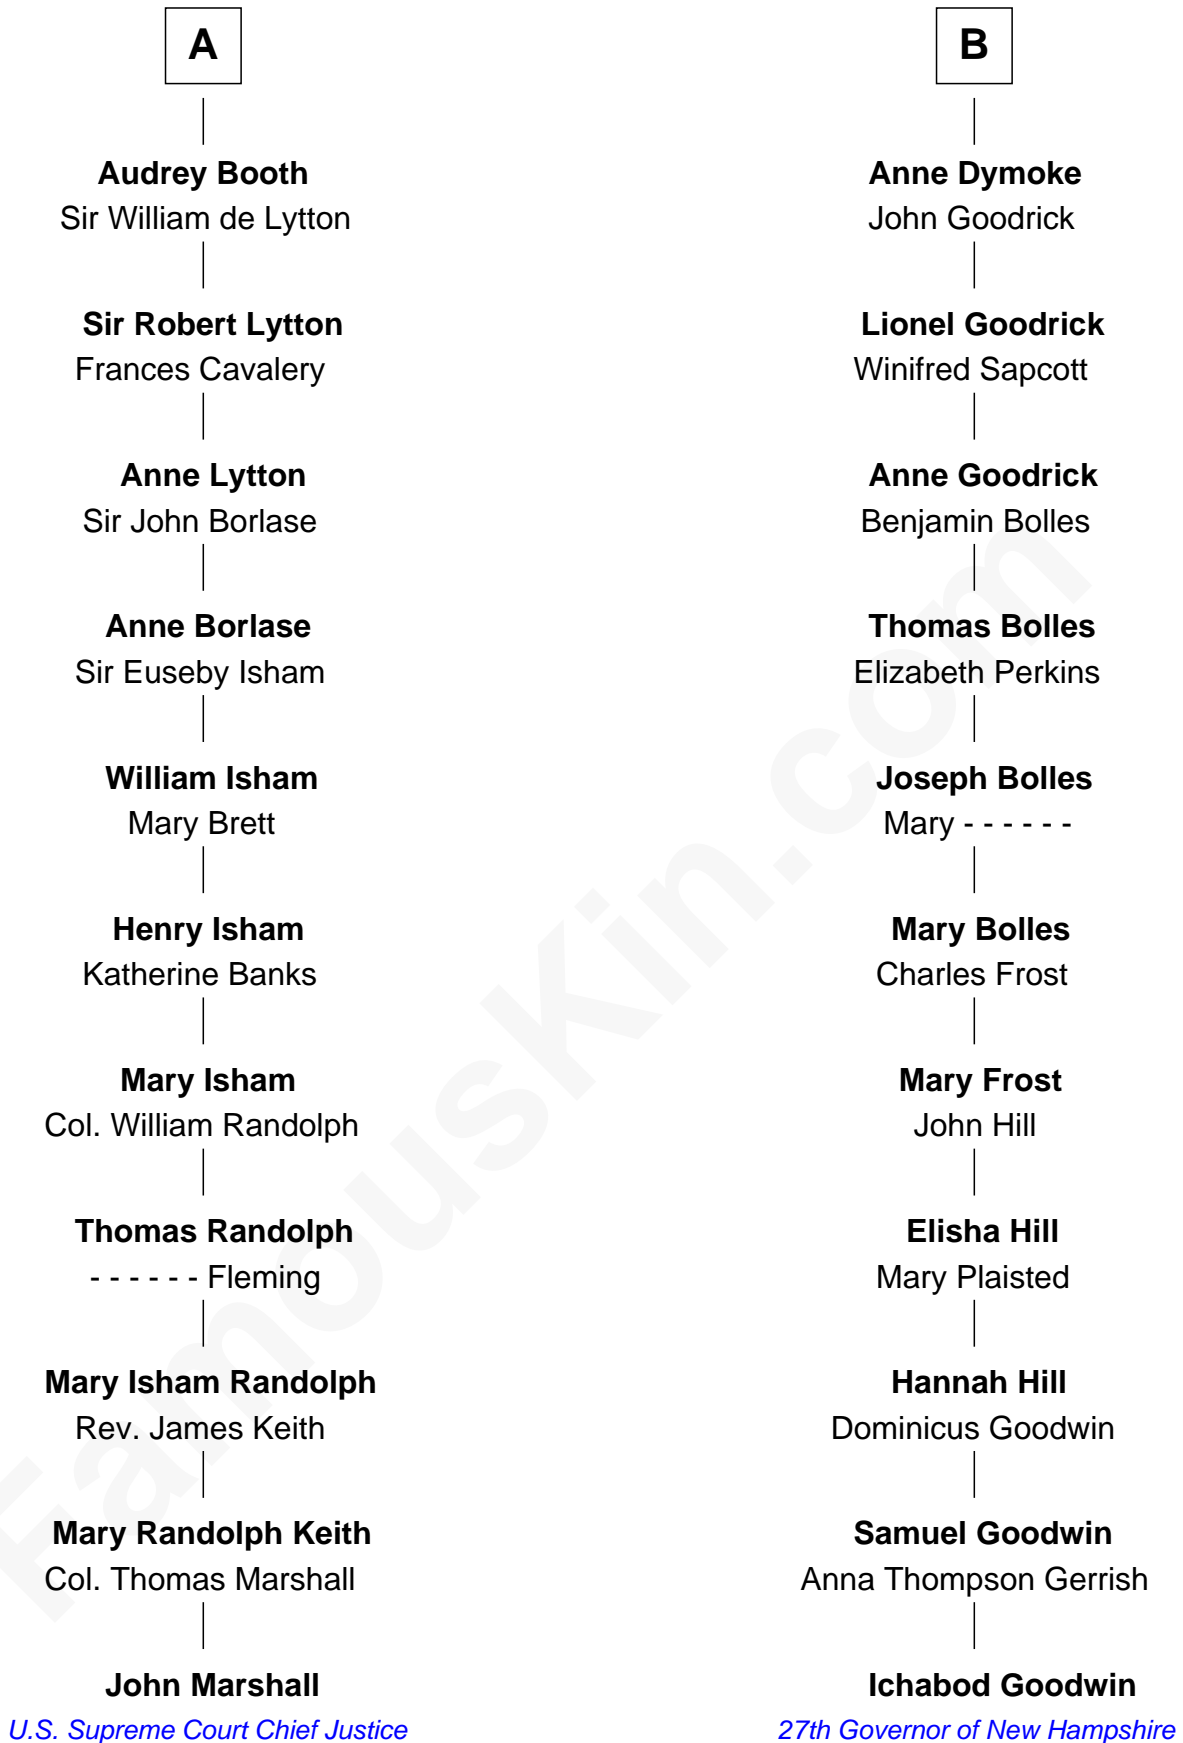 A
Audrey Booth
Sir William de Lytton
Sir Robert Lytton
Frances Cavalery
Anne Lytton
Sir John Borlase
Anne Borlase
Sir Euseby Isham
William Isham
Mary Brett
Henry Isham
Katherine Banks
Mary Isham
Col. William Randolph
Thomas Randolph
- - - - - - Fleming
Mary Isham Randolph
Rev. James Keith
Mary Randolph Keith
Col. Thomas Marshall
John Marshall
U.S. Supreme Court Chief Justice
B
Anne Dymoke
John Goodrick
Lionel Goodrick
Winifred Sapcott
Anne Goodrick
Benjamin Bolles
Thomas Bolles
Elizabeth Perkins
Joseph Bolles
Mary - - - - - -
Mary Bolles
Charles Frost
Mary Frost
John Hill
Elisha Hill
Mary Plaisted
Hannah Hill
Dominicus Goodwin
Samuel Goodwin
Anna Thompson Gerrish
Ichabod Goodwin
27th Governor of New Hampshire
FamousKin.com